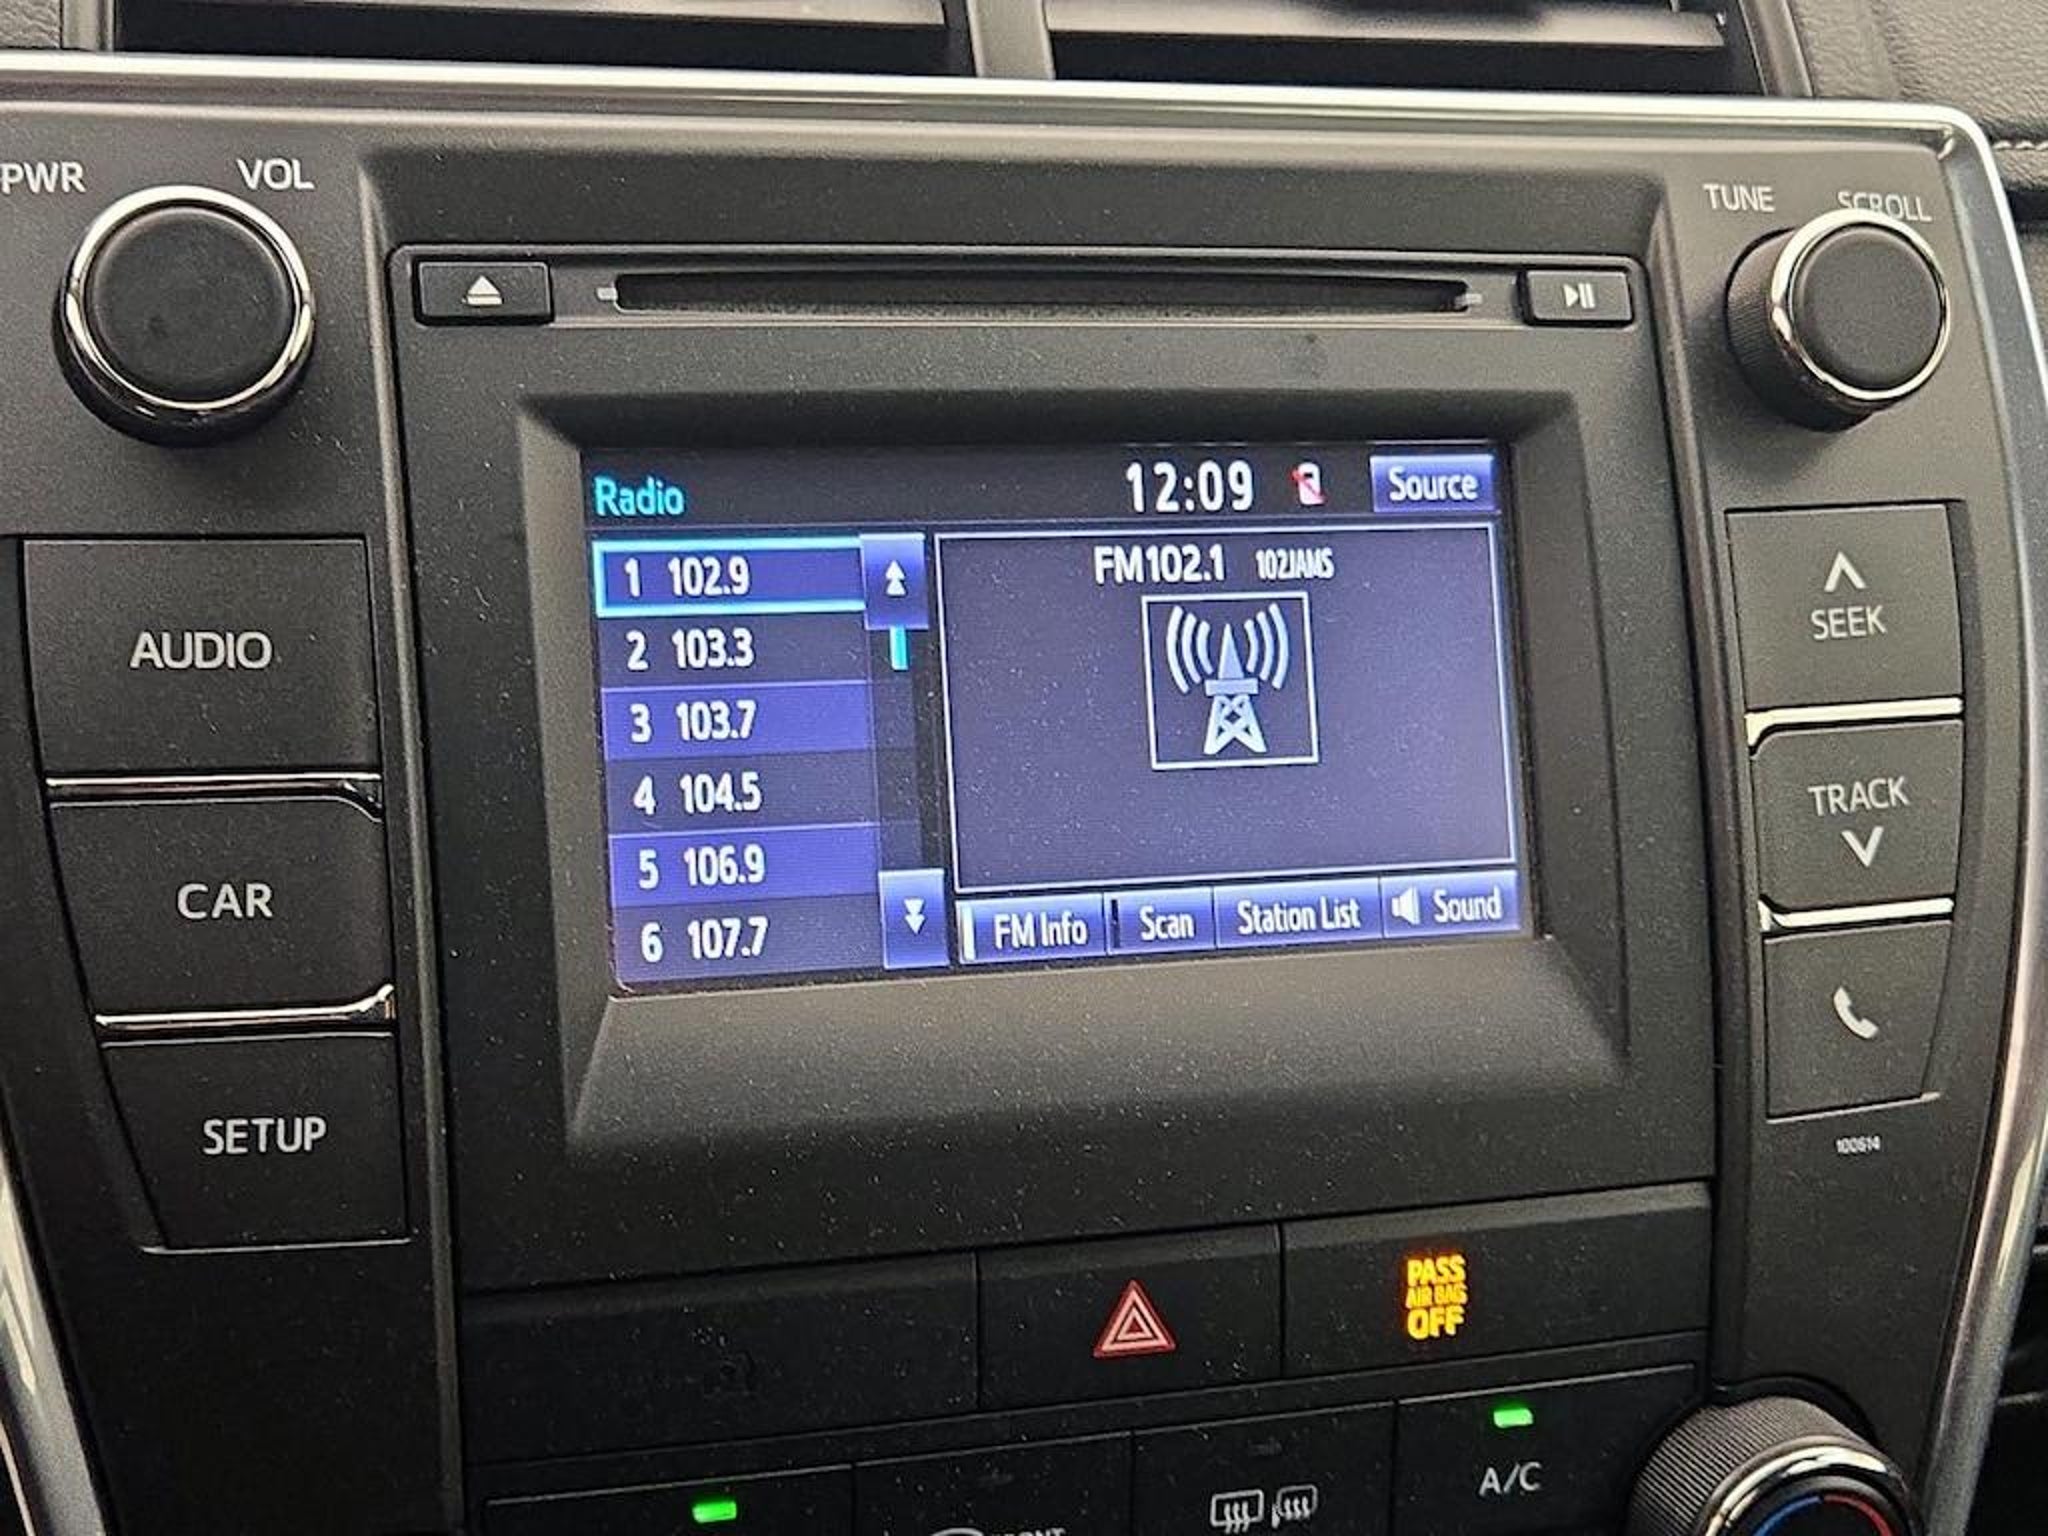 PWR VOL
TUNE SCROLL
Radio 12:09 Source
1 102.9
2 103.3
3 103.7
4 104.5
5 106.9
6 107.7
FM102.1 102JAMS
FM Info Scan Station List Sound
AUDIO
CAR
SETUP
SEEK
TRACK
100614
PASS
AIR BAG
OFF
A/C